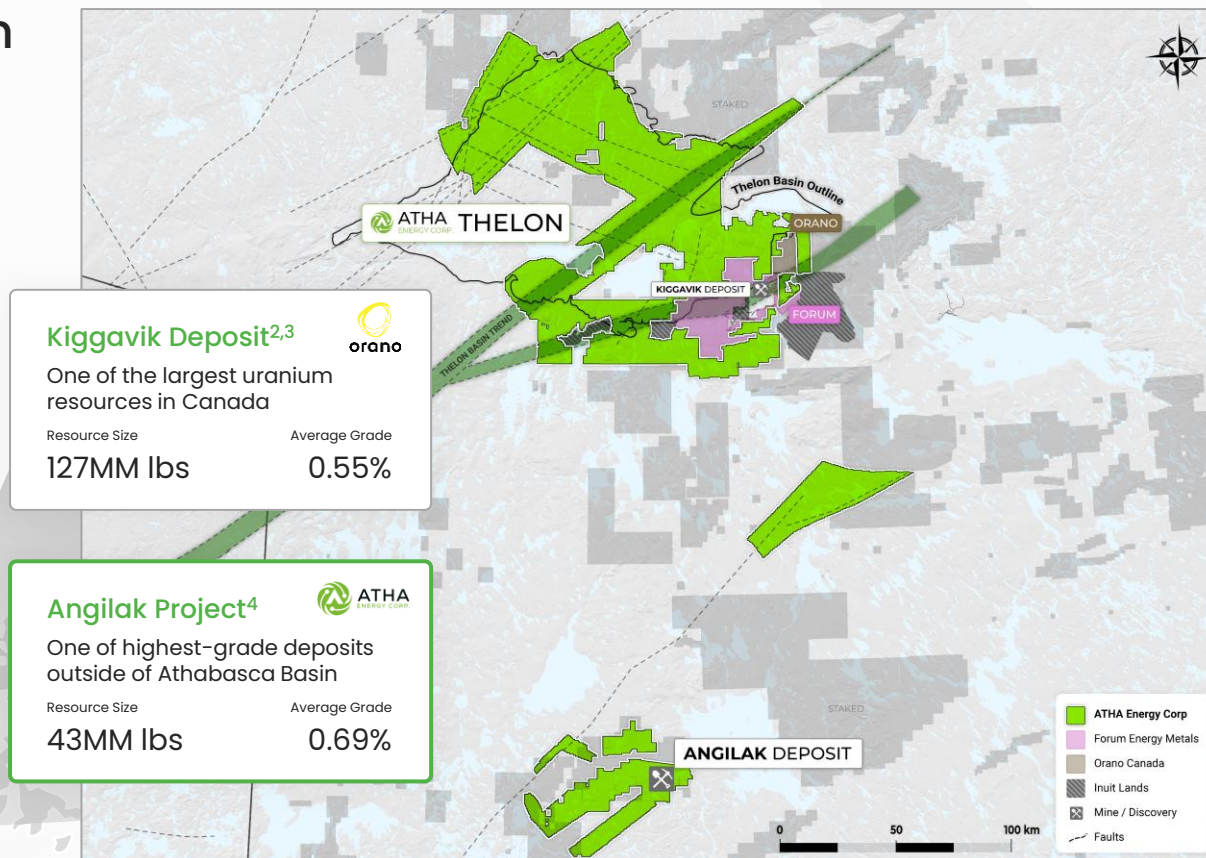 n
STAKED
Thelon Basin Outline
ATHA
ENERGY CORP.
THELON
ORANO
KIGGAVIK DEPOSIT
FORUM
THELON BASIN TREND
Kiggavik Deposit2,3
orano
One of the largest uranium
resources in Canada
Resource Size
Average Grade
127MM lbs
0.55%
Angilak Project4
ATHA
ENERGY CORP.
One of highest-grade deposits
outside of Athabasca Basin
Resource Size
Average Grade
43MM lbs
0.69%
STAKED
ANGILAK DEPOSIT
ATHA Energy Corp
Forum Energy Metals
Orano Canada
Inuit Lands
Mine / Discovery
Faults
0 50 100 km